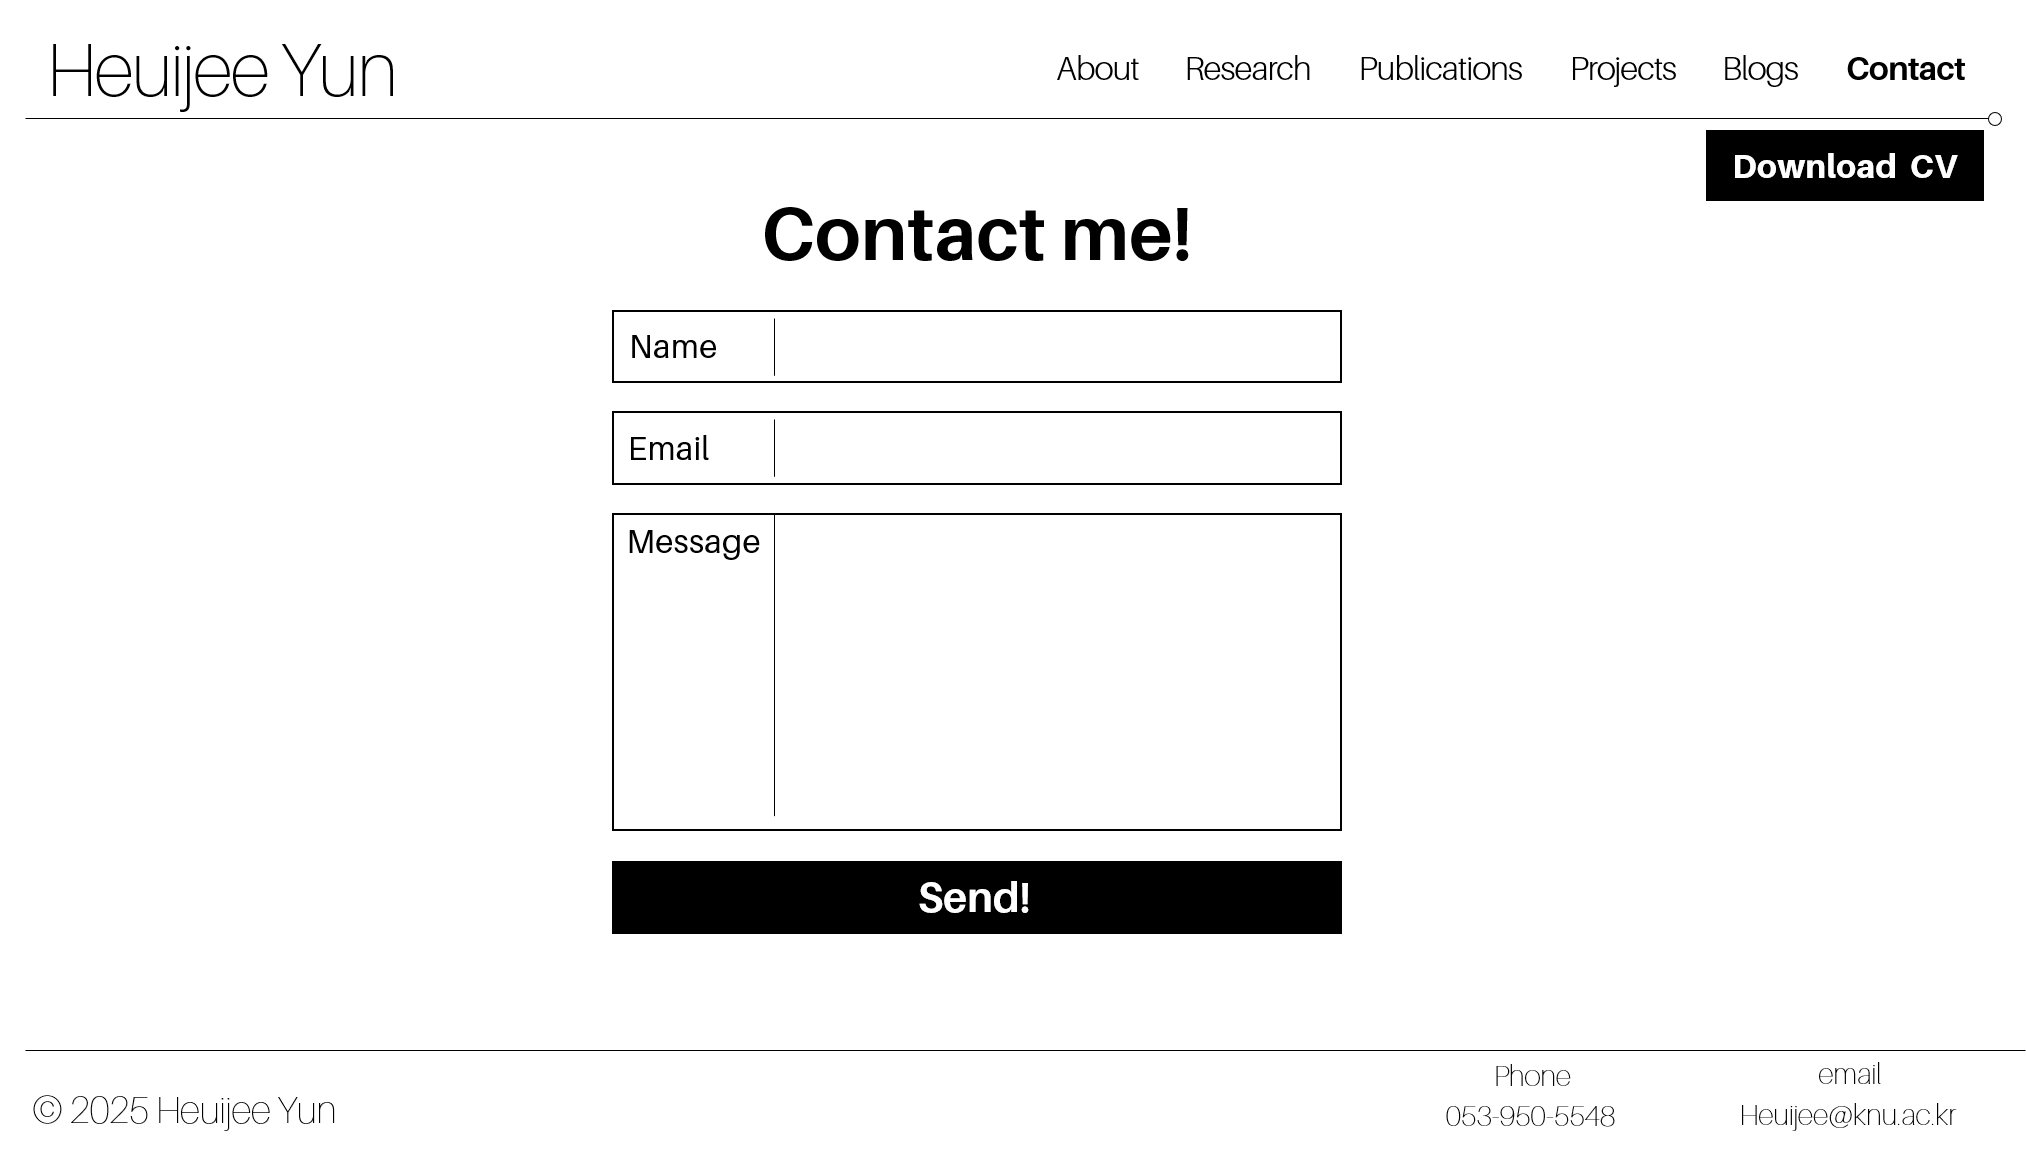 Heuijee Yun
About Research Publications Projects Blogs Contact
Download CV
Contact me!
Name
Email
Message
Send!
© 2025 Heuijee Yun
Phone
053-950-5548
email
Heuijee@knu.ac.kr